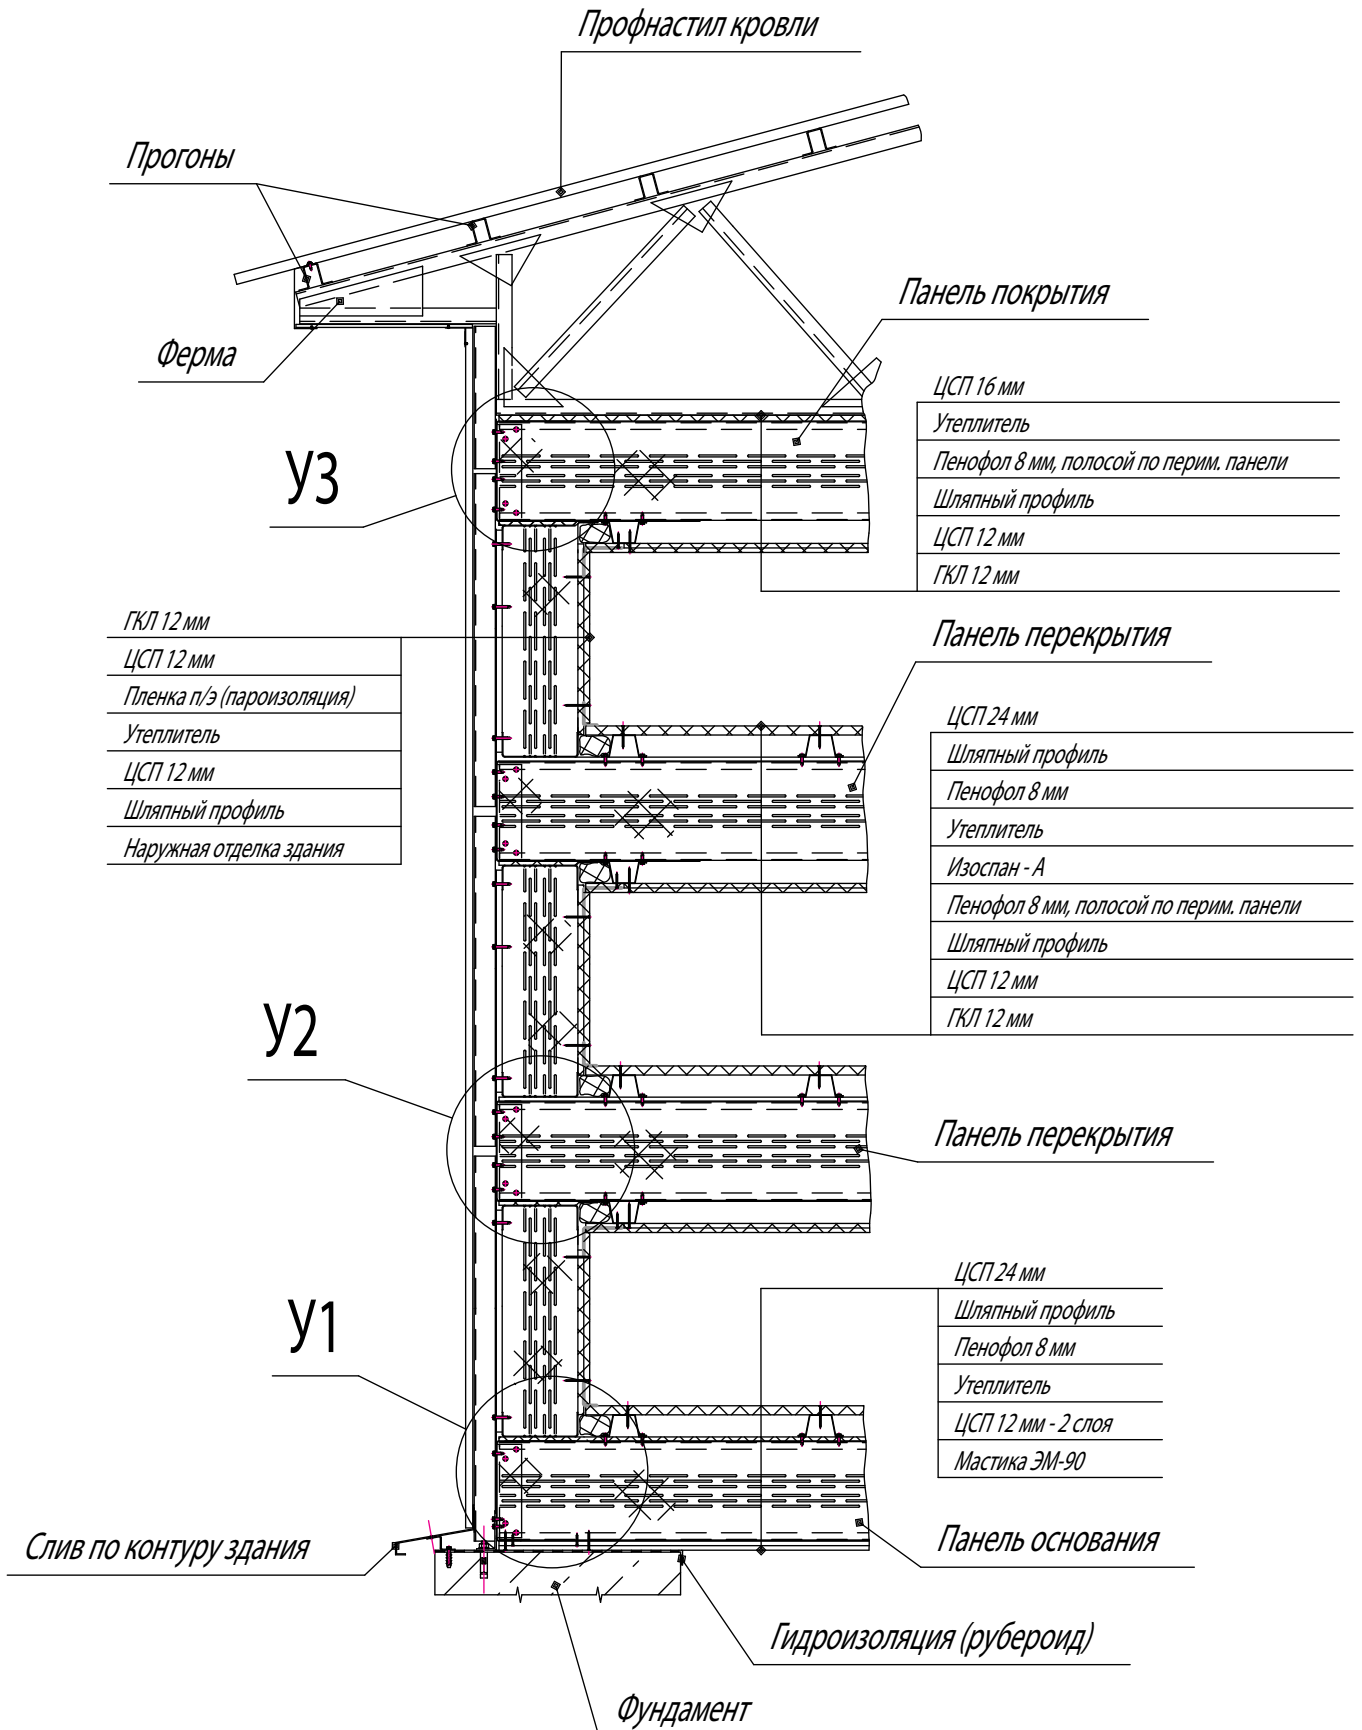 Профнастил кровли
Прогоны
Ферма
Панель покрытия
ЦСП 16 мм
Утеплитель
Пенофол 8 мм, полосой по перим. панели
Шляпный профиль
ЦСП 12 мм
ГКЛ 12 мм
У3
ГКЛ 12 мм
ЦСП 12 мм
Пленка п/э (пароизоляция)
Утеплитель
ЦСП 12 мм
Шляпный профиль
Наружная отделка здания
Панель перекрытия
ЦСП 24 мм
Шляпный профиль
Пенофол 8 мм
Утеплитель
Изоспан - А
Пенофол 8 мм, полосой по перим. панели
Шляпный профиль
ЦСП 12 мм
ГКЛ 12 мм
У2
Панель перекрытия
У1
ЦСП 24 мм
Шляпный профиль
Пенофол 8 мм
Утеплитель
ЦСП 12 мм - 2 слоя
Мастика ЭМ-90
Слив по контуру здания
Панель основания
Гидроизоляция (рубероид)
Фундамент